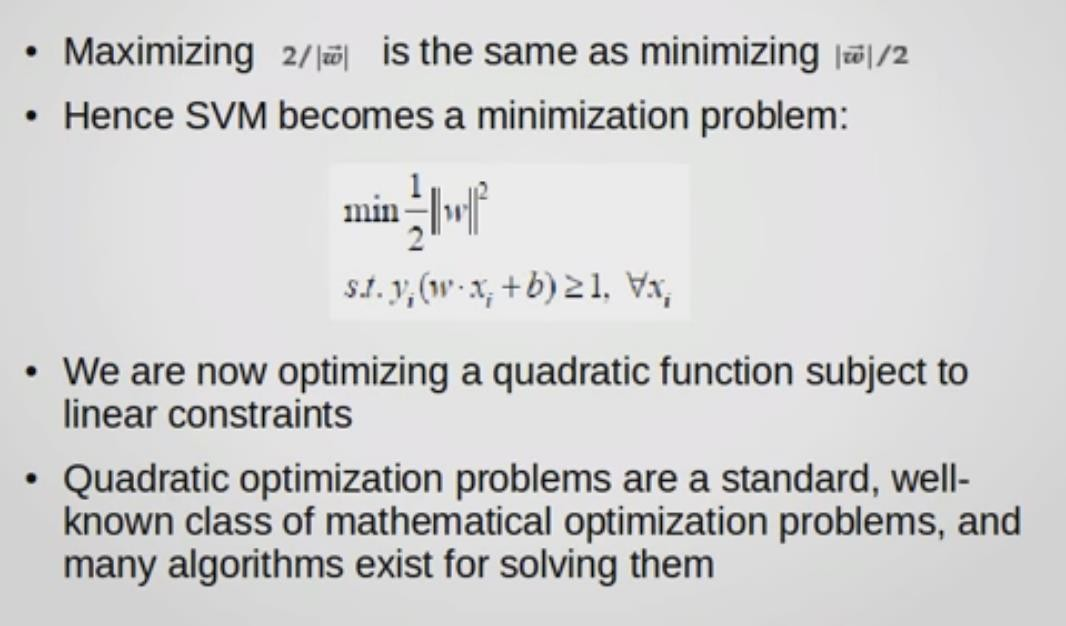 • Maximizing 2/|w⃗| is the same as minimizing |w⃗|/2
• Hence SVM becomes a minimization problem:
min 1/2 ‖w‖²
s.t. yᵢ(w · xᵢ + b) ≥ 1, ∀xᵢ
• We are now optimizing a quadratic function subject to
linear constraints
• Quadratic optimization problems are a standard, well-
known class of mathematical optimization problems, and
many algorithms exist for solving them